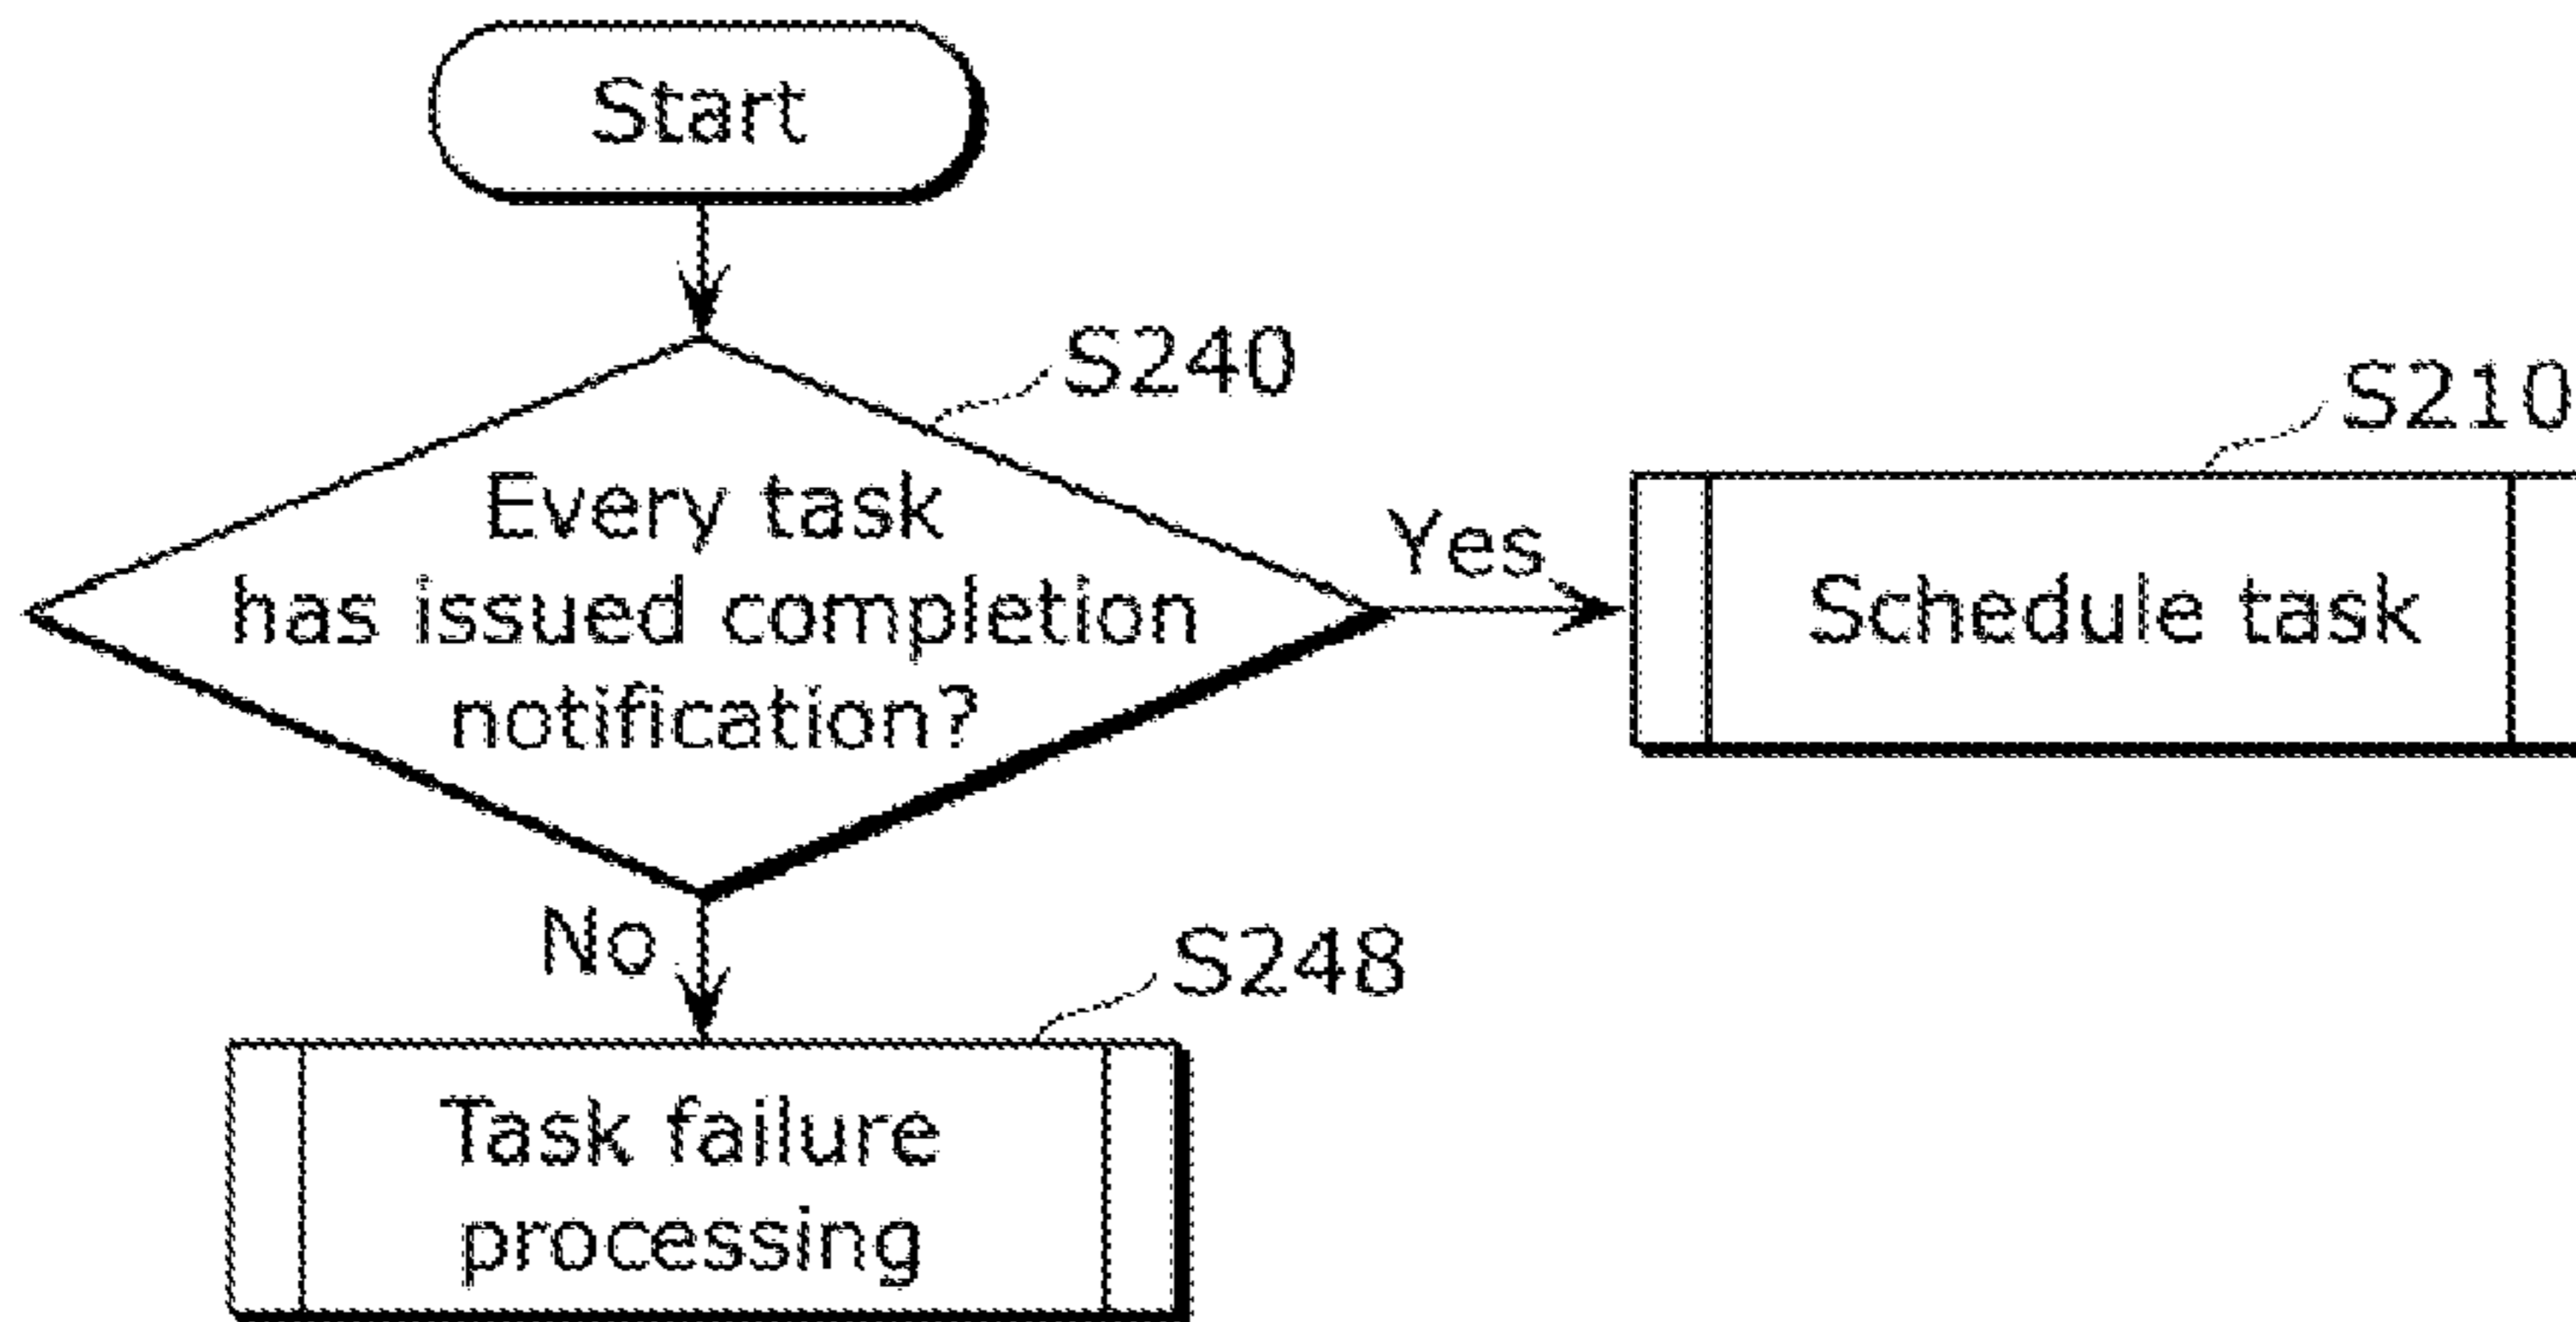 Start
S240
S210
Every task
has issued completion
notification?
Yes
Schedule task
No
S248
Task failure
processing